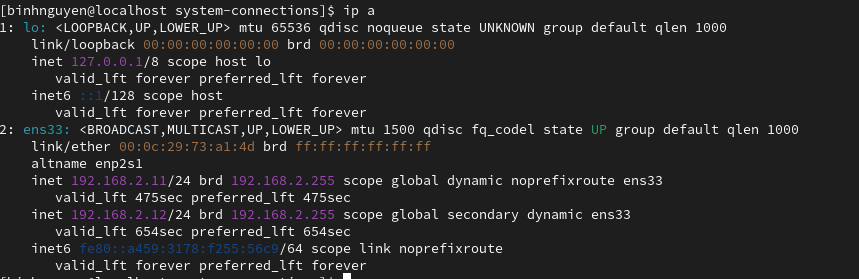 [binhnguyen@localhost system-connections]$ ip a
1: lo: <LOOPBACK,UP,LOWER_UP> mtu 65536 qdisc noqueue state UNKNOWN group default qlen 1000
    link/loopback 00:00:00:00:00:00 brd 00:00:00:00:00:00
    inet 127.0.0.1/8 scope host lo
       valid_lft forever preferred_lft forever
    inet6 ::1/128 scope host
       valid_lft forever preferred_lft forever
2: ens33: <BROADCAST,MULTICAST,UP,LOWER_UP> mtu 1500 qdisc fq_codel state UP group default qlen 1000
    link/ether 00:0c:29:73:a1:4d brd ff:ff:ff:ff:ff:ff
    altname enp2s1
    inet 192.168.2.11/24 brd 192.168.2.255 scope global dynamic noprefixroute ens33
       valid_lft 475sec preferred_lft 475sec
    inet 192.168.2.12/24 brd 192.168.2.255 scope global secondary dynamic ens33
       valid_lft 654sec preferred_lft 654sec
    inet6 fe80::a459:3178:f255:56c9/64 scope link noprefixroute
       valid_lft forever preferred_lft forever